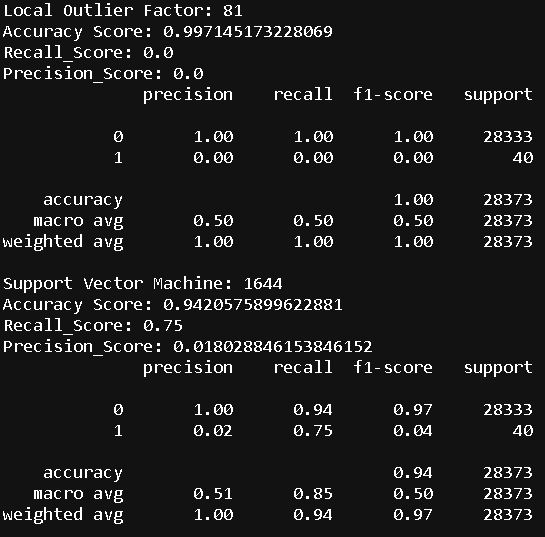 Local Outlier Factor: 81
Accuracy Score: 0.997145173228069
Recall_Score: 0.0
Precision_Score: 0.0
precision recall f1-score support
0 1.00 1.00 1.00 28333
1 0.00 0.00 0.00 40
accuracy 1.00 28373
macro avg 0.50 0.50 0.50 28373
weighted avg 1.00 1.00 1.00 28373
Support Vector Machine: 1644
Accuracy Score: 0.9420575899622881
Recall_Score: 0.75
Precision_Score: 0.018028846153846152
precision recall f1-score support
0 1.00 0.94 0.97 28333
1 0.02 0.75 0.04 40
accuracy 0.94 28373
macro avg 0.51 0.85 0.50 28373
weighted avg 1.00 0.94 0.97 28373